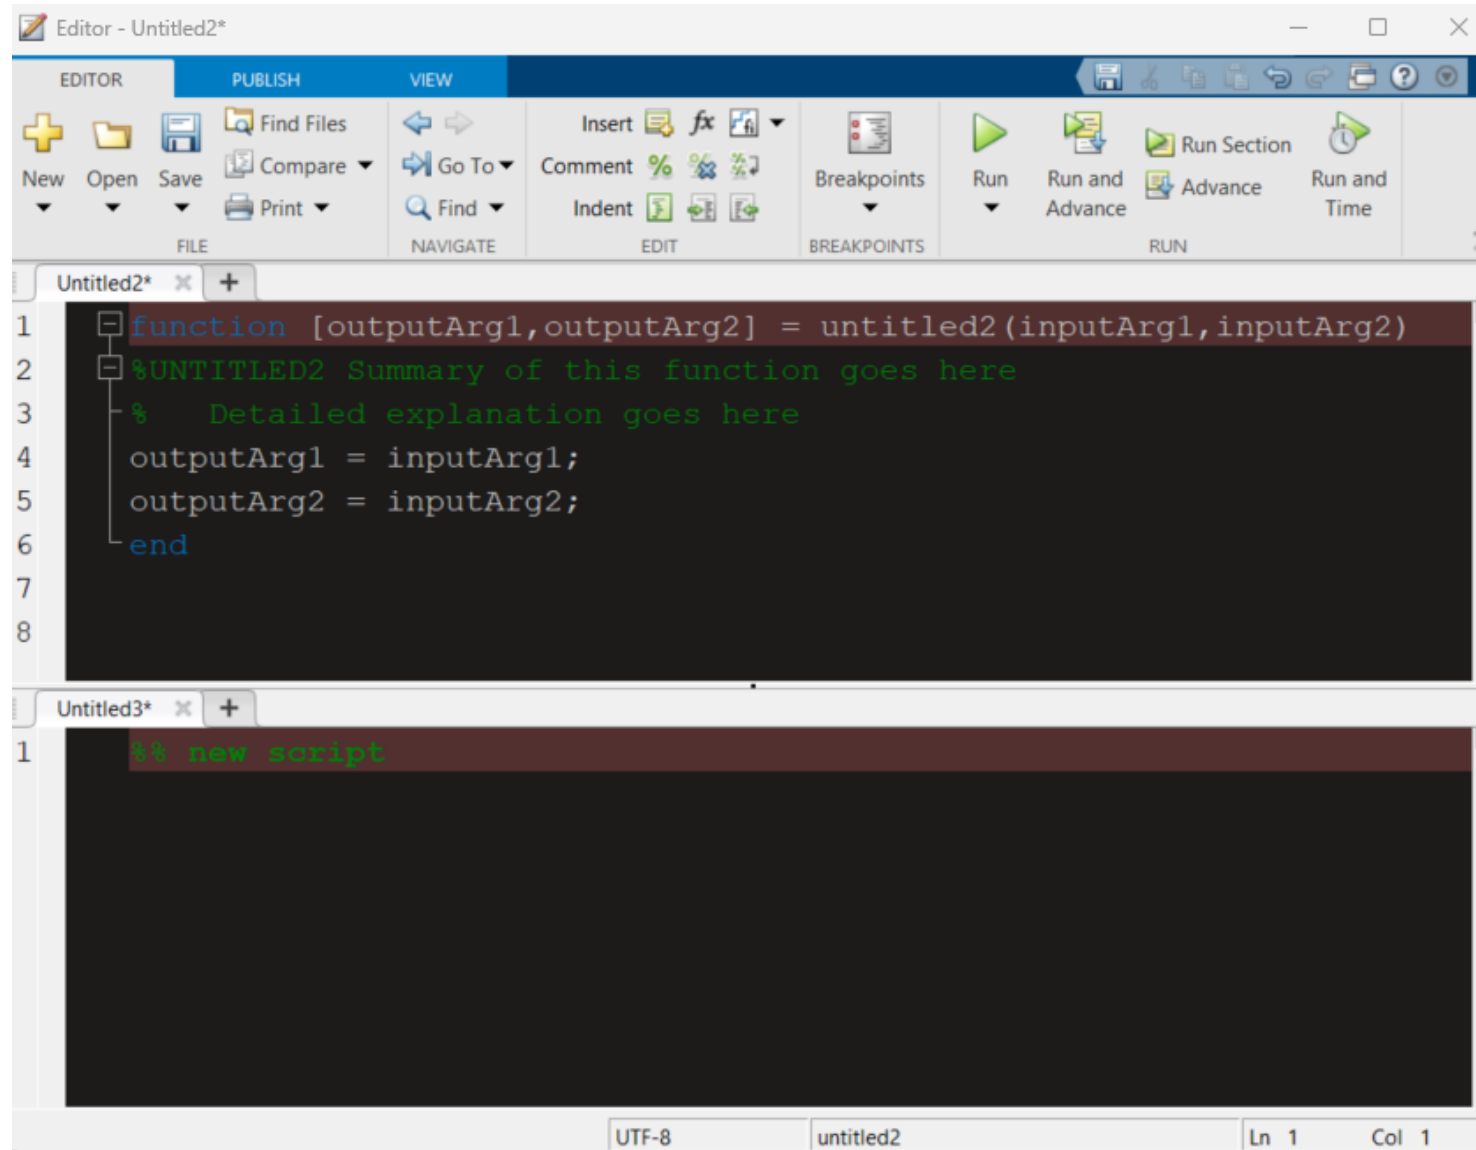 Editor - Untitled2*
EDITOR PUBLISH VIEW
New Open Save Find Files Compare Print
FILE
Go To Find
NAVIGATE
Insert fx
Comment
Indent
EDIT
Breakpoints
BREAKPOINTS
Run Run and Advance Run Section Advance Run and Time
RUN
Untitled2*
1 function [outputArg1,outputArg2] = untitled2(inputArg1,inputArg2)
2 %UNTITLED2 Summary of this function goes here
3 %   Detailed explanation goes here
4 outputArg1 = inputArg1;
5 outputArg2 = inputArg2;
6 end
7
8
Untitled3*
1 %% new script
UTF-8 untitled2 Ln 1 Col 1